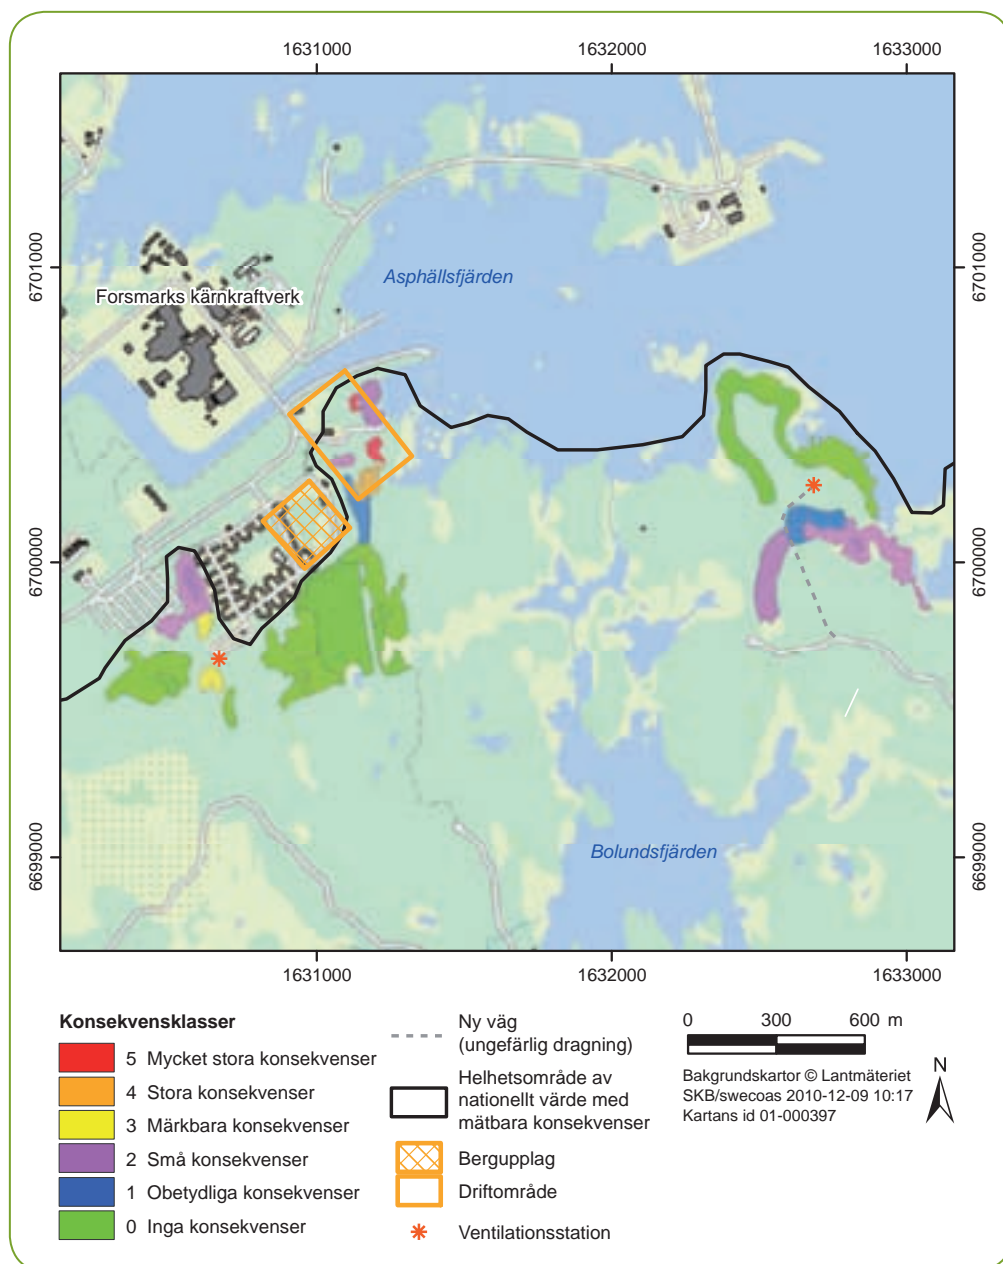 1631000
1632000
1633000
6701000
6701000
Asphällsfjärden
Forsmarks kärnkraftverk
6700000
6700000
6699000
6699000
Bolundsfjärden
1631000
1632000
1633000
Konsekvensklasser
5 Mycket stora konsekvenser
4 Stora konsekvenser
3 Märkbara konsekvenser
2 Små konsekvenser
1 Obetydliga konsekvenser
0 Inga konsekvenser
Ny väg
(ungefärlig dragning)
Helhetsområde av
nationellt värde med
mätbara konsekvenser
Bergupplag
Driftområde
Ventilationsstation
0 300 600 m
Bakgrundskartor © Lantmäteriet
SKB/swecoas 2010-12-09 10:17
Kartans id 01-000397
N